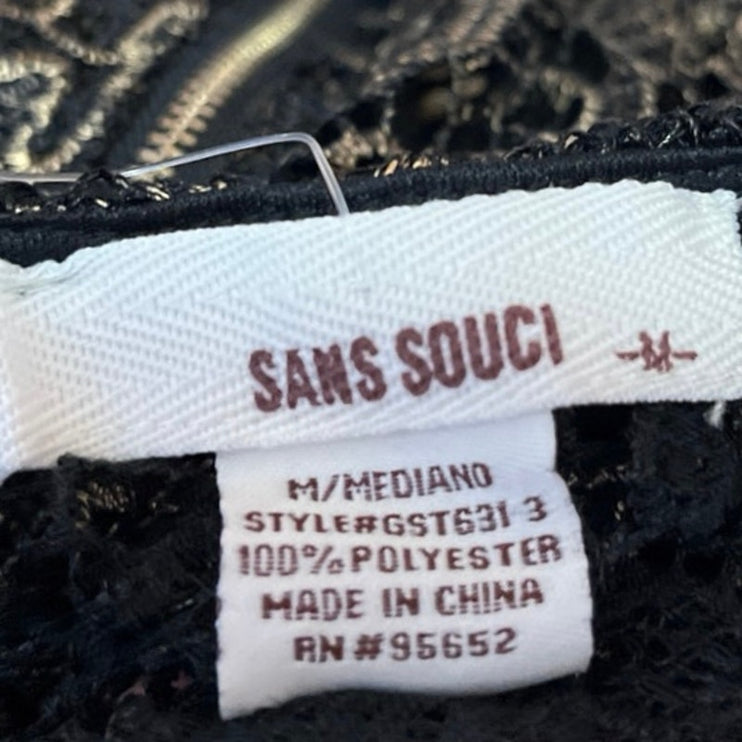 SANS SOUCI -M-
M/MEDIANO
STYLE#GST631 3
100% POLYESTER
MADE IN CHINA
RN #95652